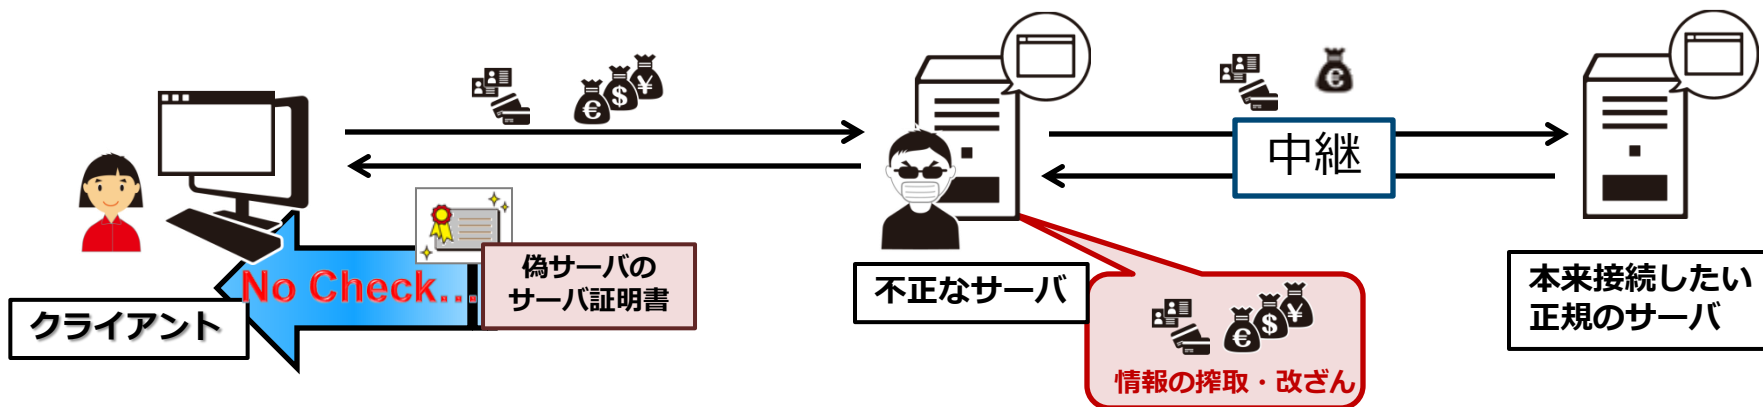 中継
No Check...
偽サーバの
サーバ証明書
クライアント
不正なサーバ
本来接続したい
正規のサーバ
€ $ ¥
€
€ $ ¥
情報の搾取・改ざん